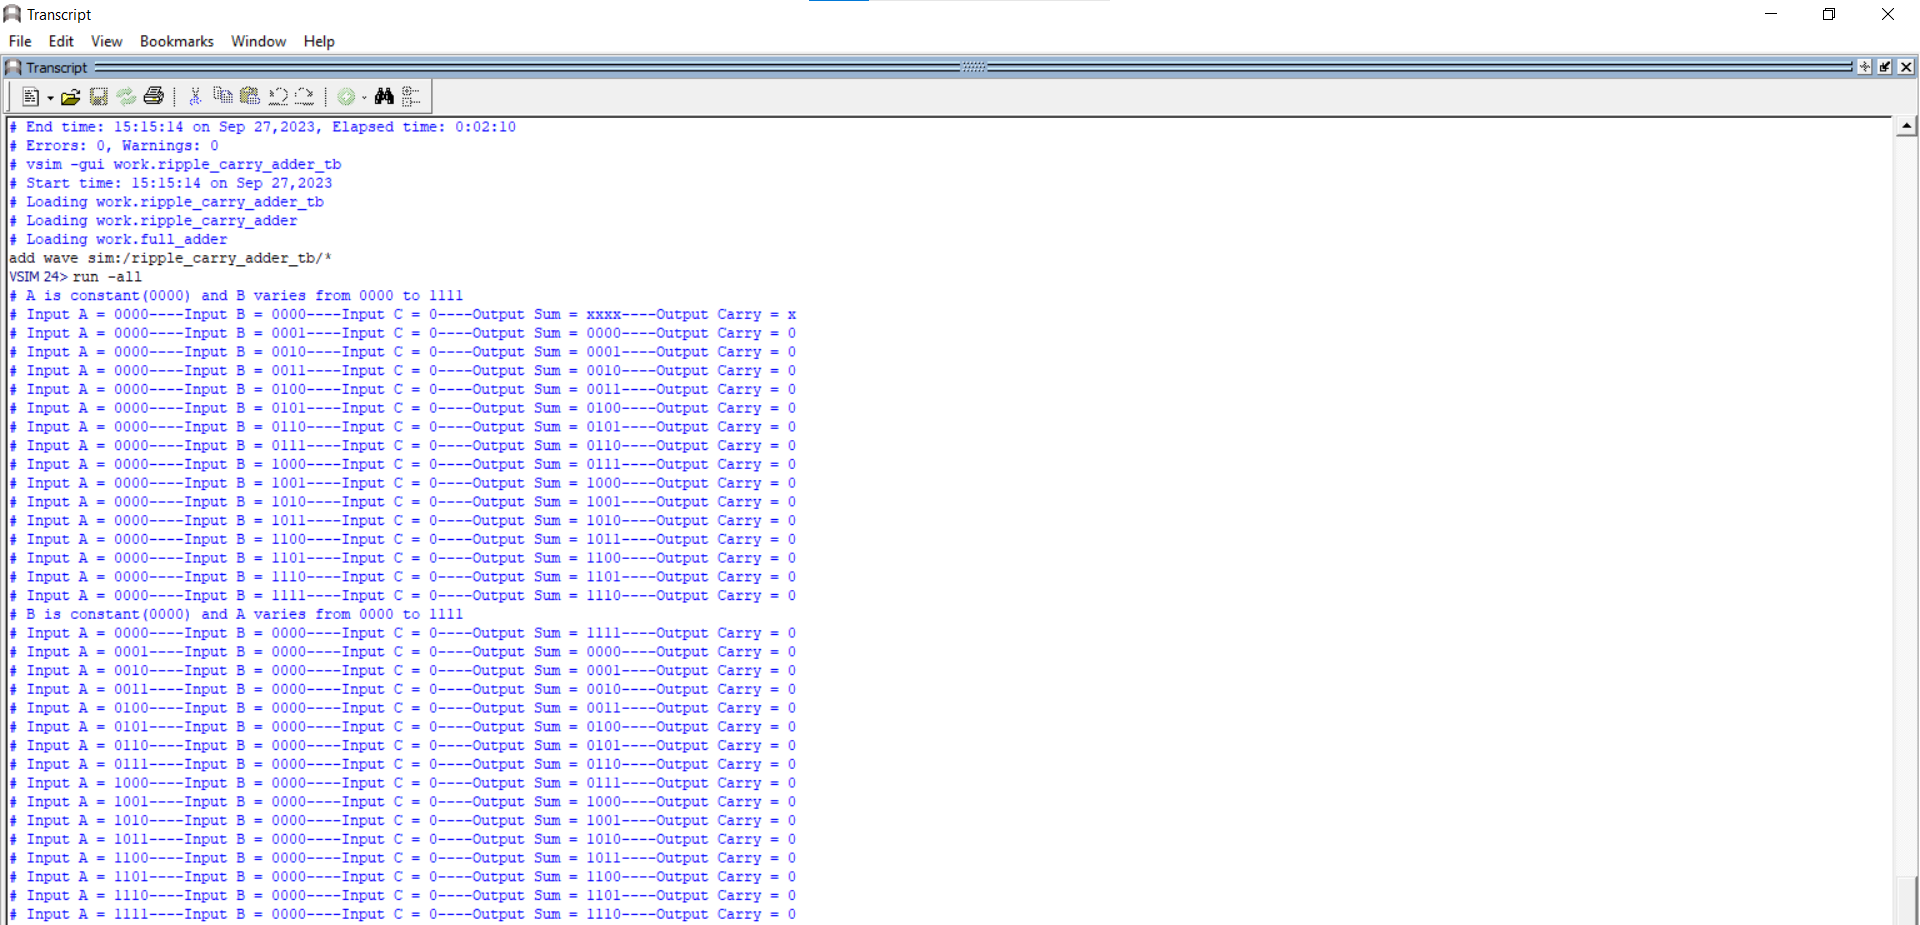 Transcript
File Edit View Bookmarks Window Help
Transcript
# End time: 15:15:14 on Sep 27,2023, Elapsed time: 0:02:10
# Errors: 0, Warnings: 0
# vsim -gui work.ripple_carry_adder_tb
# Start time: 15:15:14 on Sep 27,2023
# Loading work.ripple_carry_adder_tb
# Loading work.ripple_carry_adder
# Loading work.full_adder
add wave sim:/ripple_carry_adder_tb/*
VSIM 24> run -all
# A is constant(0000) and B varies from 0000 to 1111
# Input A = 0000----Input B = 0000----Input C = 0----Output Sum = xxxx----Output Carry = x
# Input A = 0000----Input B = 0001----Input C = 0----Output Sum = 0000----Output Carry = 0
# Input A = 0000----Input B = 0010----Input C = 0----Output Sum = 0001----Output Carry = 0
# Input A = 0000----Input B = 0011----Input C = 0----Output Sum = 0010----Output Carry = 0
# Input A = 0000----Input B = 0100----Input C = 0----Output Sum = 0011----Output Carry = 0
# Input A = 0000----Input B = 0101----Input C = 0----Output Sum = 0100----Output Carry = 0
# Input A = 0000----Input B = 0110----Input C = 0----Output Sum = 0101----Output Carry = 0
# Input A = 0000----Input B = 0111----Input C = 0----Output Sum = 0110----Output Carry = 0
# Input A = 0000----Input B = 1000----Input C = 0----Output Sum = 0111----Output Carry = 0
# Input A = 0000----Input B = 1001----Input C = 0----Output Sum = 1000----Output Carry = 0
# Input A = 0000----Input B = 1010----Input C = 0----Output Sum = 1001----Output Carry = 0
# Input A = 0000----Input B = 1011----Input C = 0----Output Sum = 1010----Output Carry = 0
# Input A = 0000----Input B = 1100----Input C = 0----Output Sum = 1011----Output Carry = 0
# Input A = 0000----Input B = 1101----Input C = 0----Output Sum = 1100----Output Carry = 0
# Input A = 0000----Input B = 1110----Input C = 0----Output Sum = 1101----Output Carry = 0
# Input A = 0000----Input B = 1111----Input C = 0----Output Sum = 1110----Output Carry = 0
# B is constant(0000) and A varies from 0000 to 1111
# Input A = 0000----Input B = 0000----Input C = 0----Output Sum = 1111----Output Carry = 0
# Input A = 0001----Input B = 0000----Input C = 0----Output Sum = 0000----Output Carry = 0
# Input A = 0010----Input B = 0000----Input C = 0----Output Sum = 0001----Output Carry = 0
# Input A = 0011----Input B = 0000----Input C = 0----Output Sum = 0010----Output Carry = 0
# Input A = 0100----Input B = 0000----Input C = 0----Output Sum = 0011----Output Carry = 0
# Input A = 0101----Input B = 0000----Input C = 0----Output Sum = 0100----Output Carry = 0
# Input A = 0110----Input B = 0000----Input C = 0----Output Sum = 0101----Output Carry = 0
# Input A = 0111----Input B = 0000----Input C = 0----Output Sum = 0110----Output Carry = 0
# Input A = 1000----Input B = 0000----Input C = 0----Output Sum = 0111----Output Carry = 0
# Input A = 1001----Input B = 0000----Input C = 0----Output Sum = 1000----Output Carry = 0
# Input A = 1010----Input B = 0000----Input C = 0----Output Sum = 1001----Output Carry = 0
# Input A = 1011----Input B = 0000----Input C = 0----Output Sum = 1010----Output Carry = 0
# Input A = 1100----Input B = 0000----Input C = 0----Output Sum = 1011----Output Carry = 0
# Input A = 1101----Input B = 0000----Input C = 0----Output Sum = 1100----Output Carry = 0
# Input A = 1110----Input B = 0000----Input C = 0----Output Sum = 1101----Output Carry = 0
# Input A = 1111----Input B = 0000----Input C = 0----Output Sum = 1110----Output Carry = 0